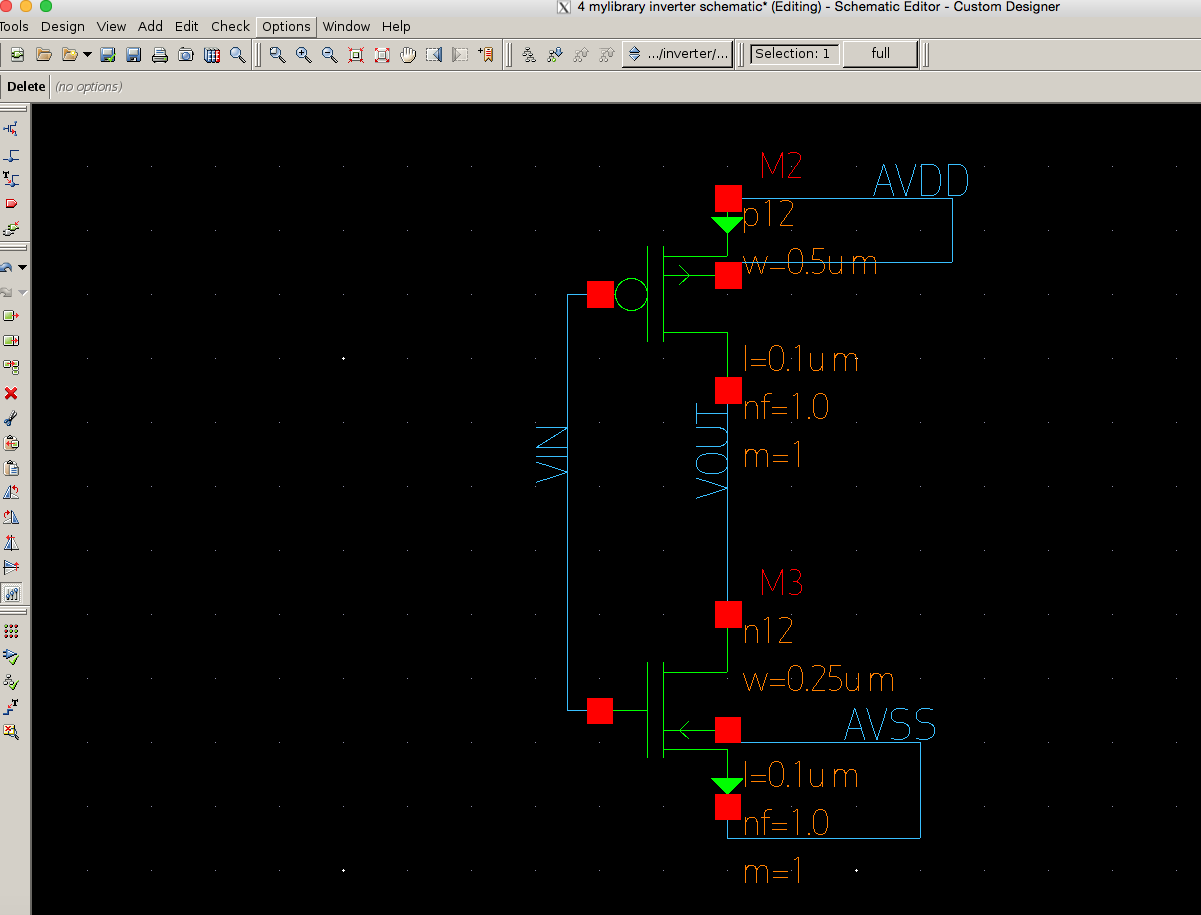 4 mylibrary inverter schematic* (Editing) - Schematic Editor - Custom Designer
Tools Design View Add Edit Check Options Window Help
.../inverter/... Selection: 1 full
Delete (no options)
M2
AVDD
p12
w=0.5um
l=0.1um
nf=1.0
m=1
VIN
VOUT
M3
n12
w=0.25um
AVSS
l=0.1um
nf=1.0
m=1